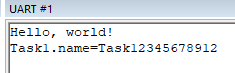 UART #1
Hello, world!
Task1.name=Task12345678912